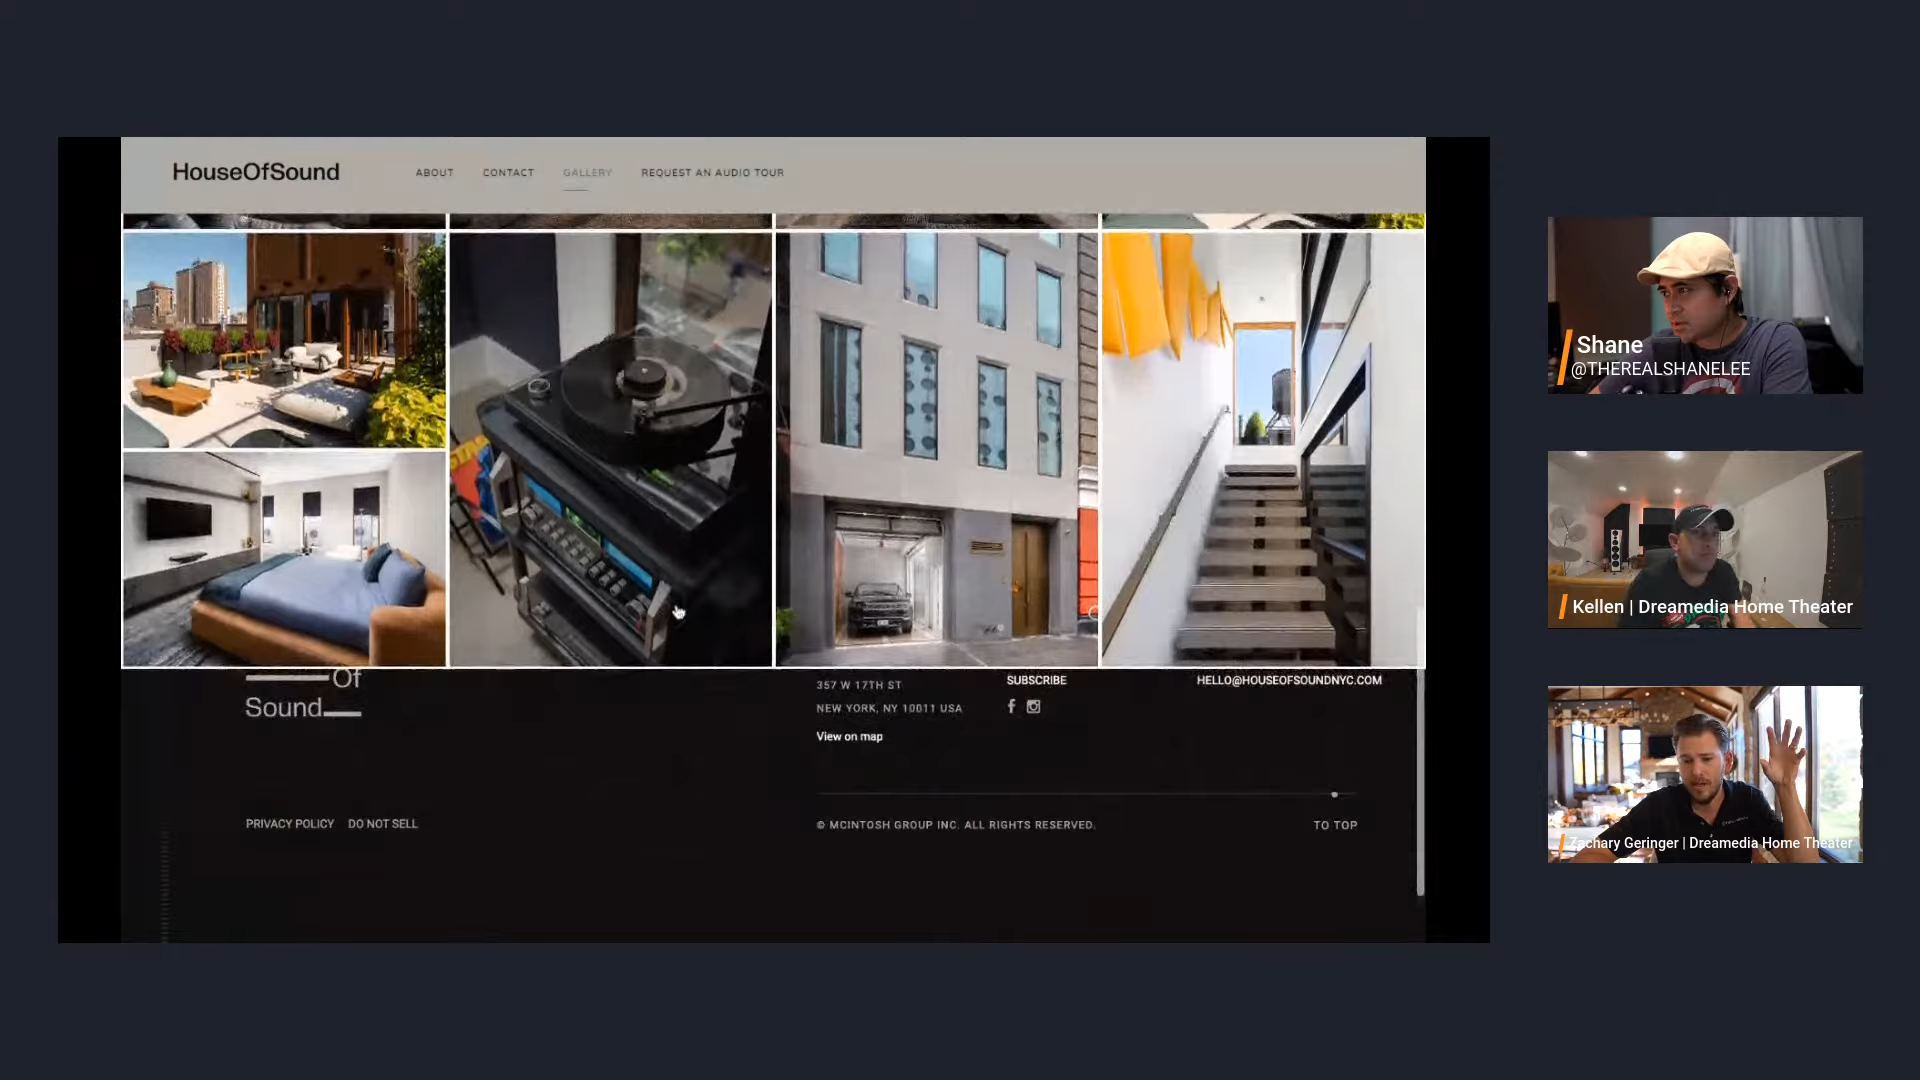 HouseOfSound
ABOUT
CONTACT
GALLERY
REQUEST AN AUDIO TOUR
Of
Sound
357 W 17TH ST
NEW YORK, NY 10011 USA
View on map
SUBSCRIBE
HELLO@HOUSEOFSOUNDNYC.COM
PRIVACY POLICY
DO NOT SELL
© MCINTOSH GROUP INC. ALL RIGHTS RESERVED.
TO TOP
Shane
@THEREALSHANELEE
Kellen | Dreamedia Home Theater
Zachary Geringer | Dreamedia Home Theater